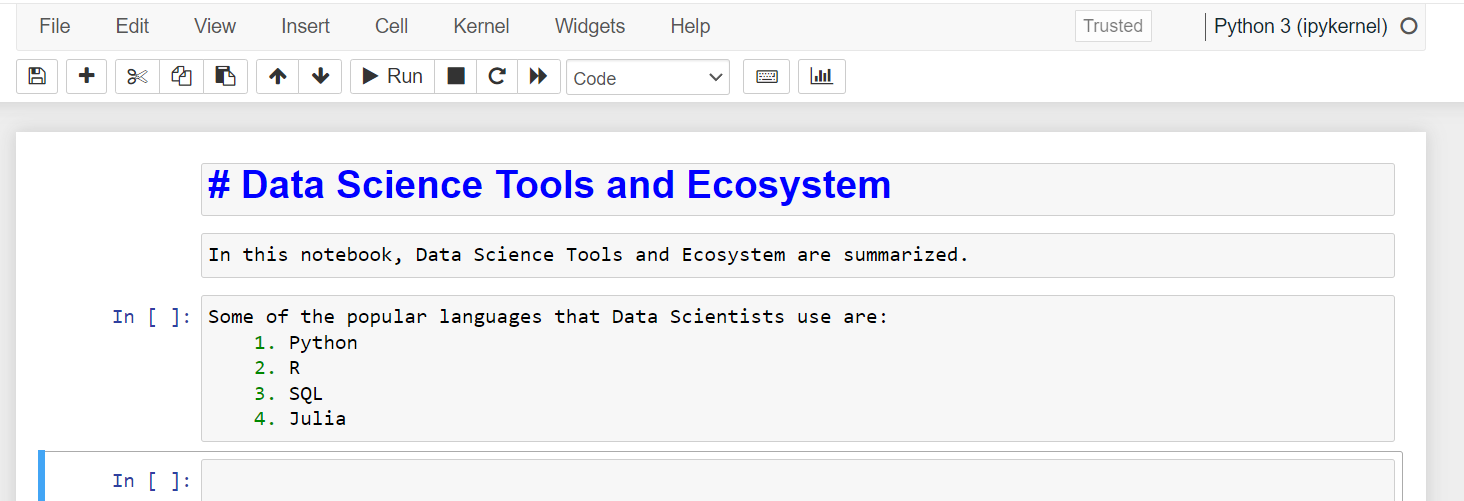 File Edit View Insert Cell Kernel Widgets Help Trusted Python 3 (ipykernel)
Run Code
# Data Science Tools and Ecosystem
In this notebook, Data Science Tools and Ecosystem are summarized.
In [ ]: Some of the popular languages that Data Scientists use are:
1. Python
2. R
3. SQL
4. Julia
In [ ]: